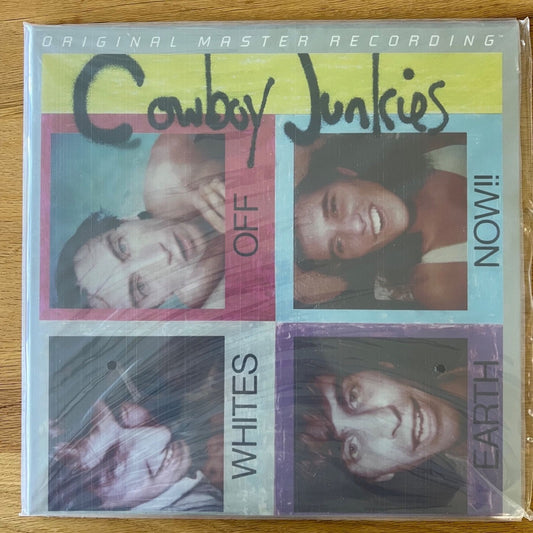 ORIGINAL MASTER RECORDING™
Cowboy Junkies
WHITES
OFF
EARTH
NOW!!